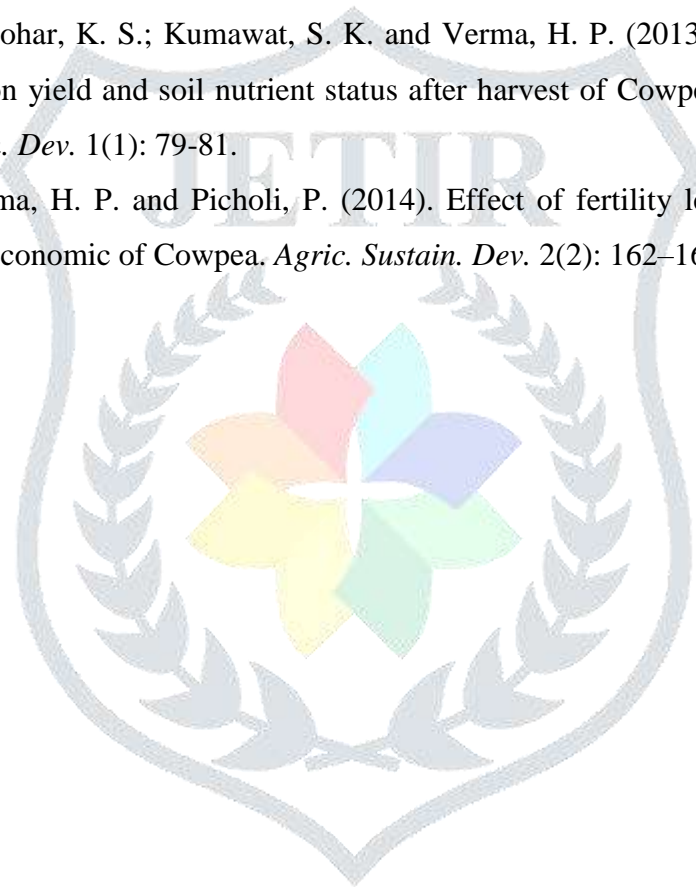 ohar, K. S.; Kumawat, S. K. and Verma, H. P. (2013
on yield and soil nutrient status after harvest of Cowpe
. Dev. 1(1): 79-81.
JETIR
ma, H. P. and Picholi, P. (2014). Effect of fertility le
conomic of Cowpea. Agric. Sustain. Dev. 2(2): 162–16